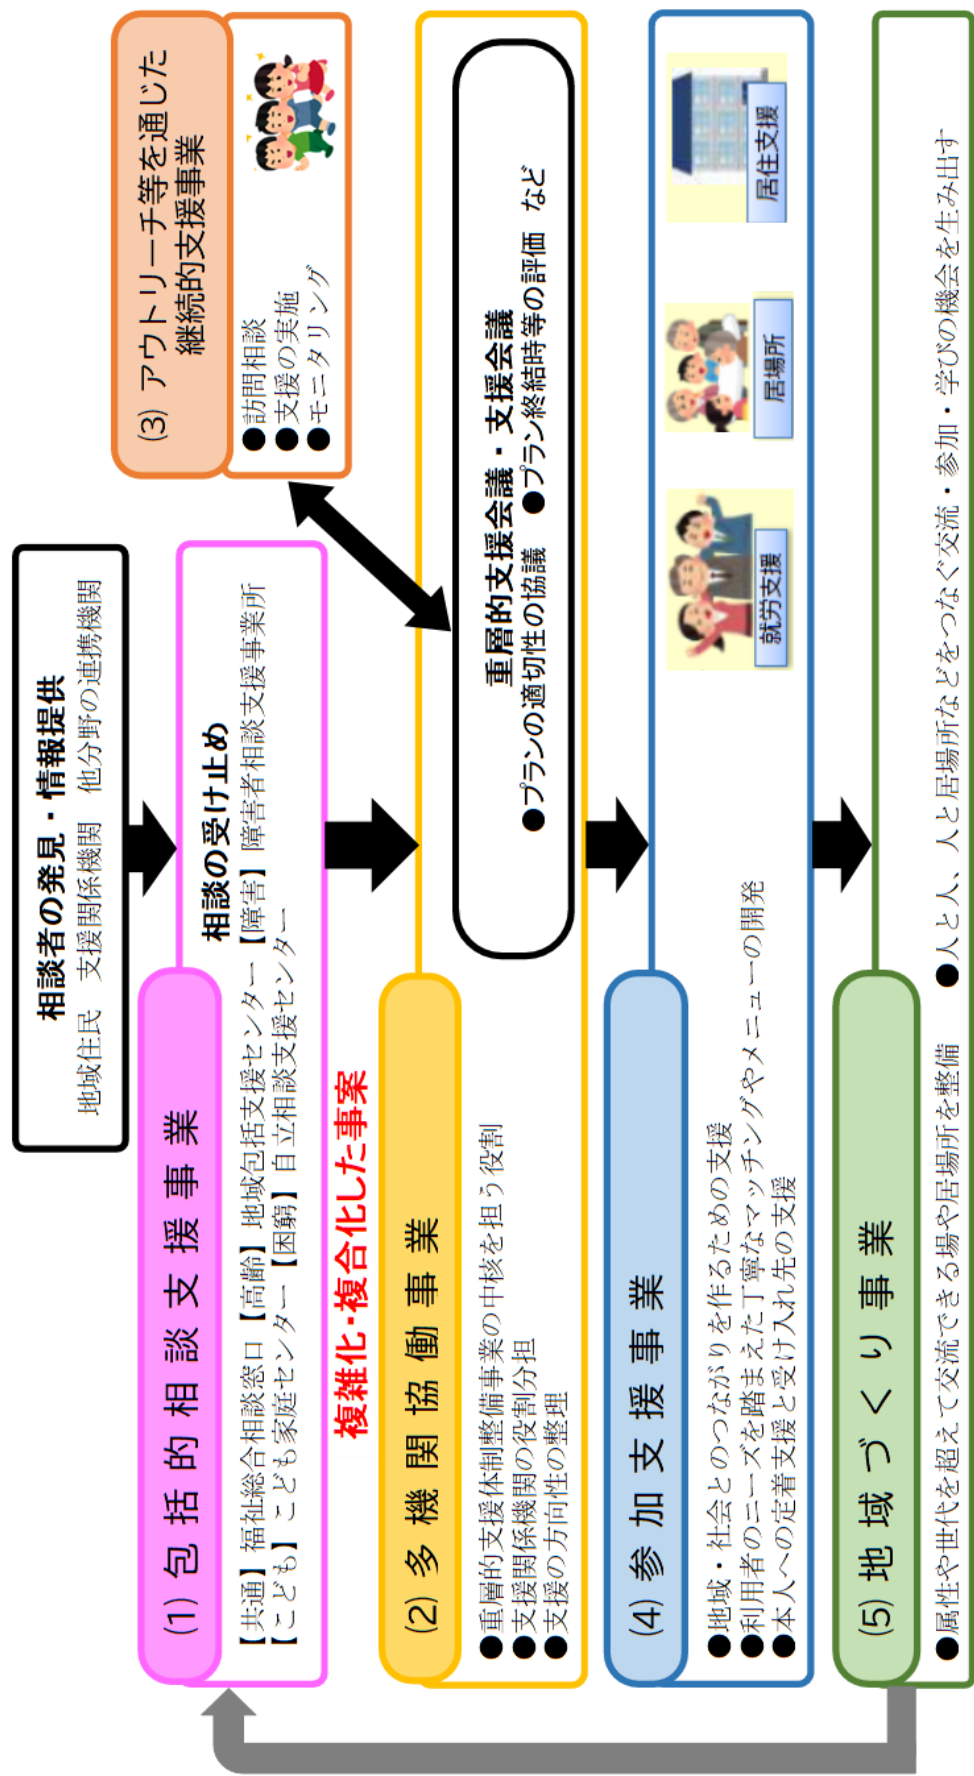 相談者の発見・情報提供
地域住民　支援関係機関　他分野の連携機関
(1) 包括的相談支援事業
相談の受け止め
【共通】福祉総合相談窓口【高齢】地域包括支援センター【障害】障害者相談支援事業所
【こども】こども家庭センター【困窮】自立相談支援センター
(3) アウトリーチ等を通じた
継続的支援事業
●訪問相談
●支援の実施
●モニタリング
複雑化・複合化した事案
(2) 多機関協働事業
●重層的支援体制整備事業の中核を担う役割
●支援関係機関の役割分担
●支援の方向性の整理
重層的支援会議・支援会議
●プランの適切性の協議　●プラン終結時等の評価　など
(4) 参加支援事業
●地域・社会とのつながりを作るための支援
●利用者のニーズを踏まえた丁寧なマッチングやメニューの開発
●本人への定着支援と受け入れ先の支援
就労支援
居場所
居住支援
(5) 地域づくり事業
●属性や世代を超えて交流できる場や居場所を整備　●人と人、人と居場所などをつなぐ交流・参加・学びの機会を生み出す